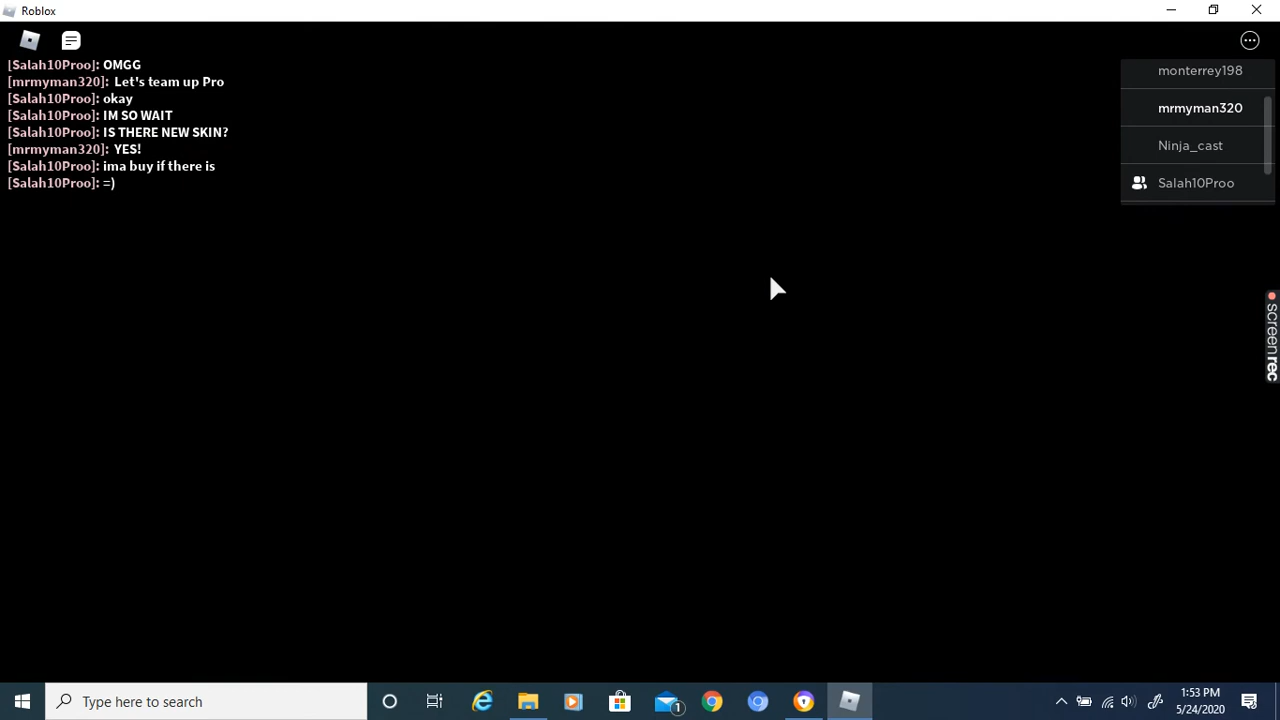 Roblox
[Salah10Proo]: OMGG
[mrmyman320]: Let's team up Pro
[Salah10Proo]: okay
[Salah10Proo]: IM SO WAIT
[Salah10Proo]: IS THERE NEW SKIN?
[mrmyman320]: YES!
[Salah10Proo]: ima buy if there is
[Salah10Proo]: =)
monterrey198
mrmyman320
Ninja_cast
Salah10Proo
screenrec
Type here to search
1
1:53 PM
5/24/2020